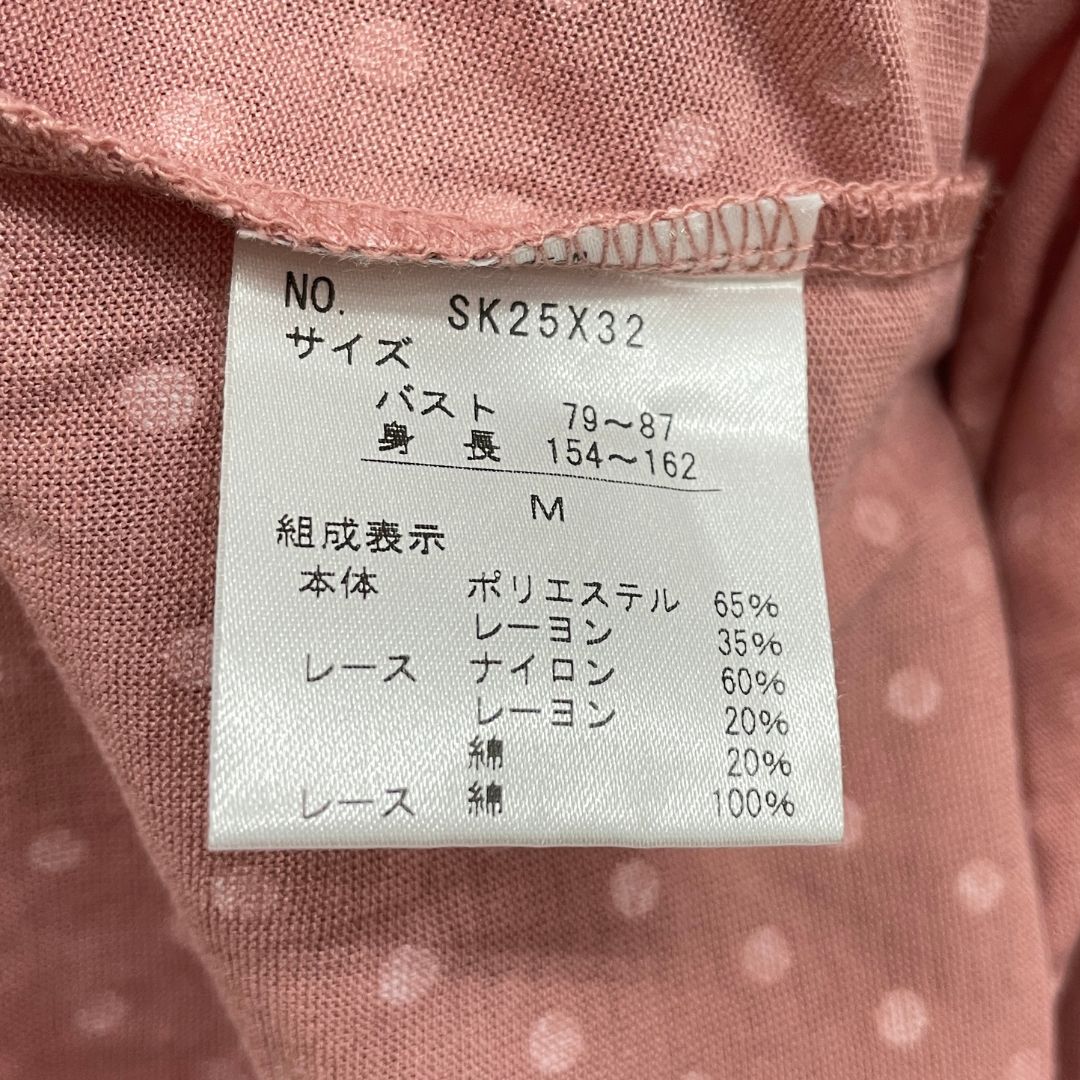 NO. SK25X32
サイズ
バスト 79～87
身長 154～162
M
組成表示
本体 ポリエステル 65%
レーヨン 35%
レース ナイロン 60%
レーヨン 20%
綿 20%
レース 綿 100%